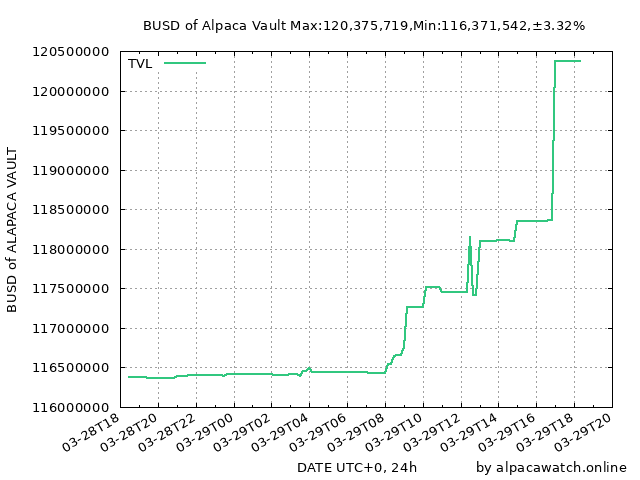 BUSD of Alpaca Vault Max:120,375,719,Min:116,371,542,±3.32%
TVL
120500000
120000000
119500000
119000000
118500000
118000000
117500000
117000000
116500000
116000000
BUSD of ALAPACA VAULT
03-28T18
03-28T20
03-28T22
03-29T00
03-29T02
03-29T04
03-29T06
03-29T08
03-29T10
03-29T12
03-29T14
03-29T16
03-29T18
03-29T20
DATE UTC+0, 24h
by alpacawatch.online